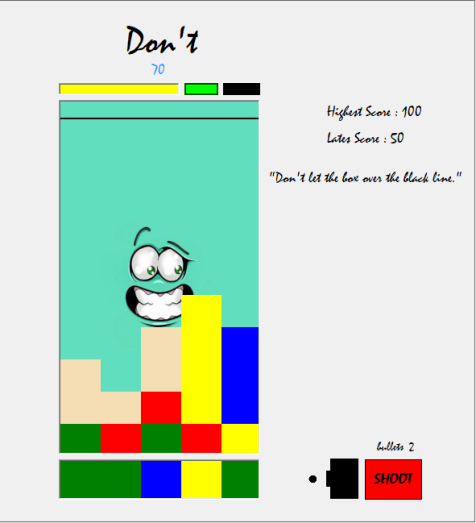 Don't
70
Highest Score : 100
Lates Score : 50
"Don't let the box over the black line."
bullets 2
SHOOT